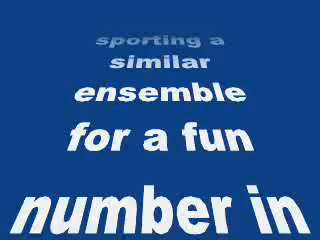 sporting a
similar
ensemble
for a fun
number in